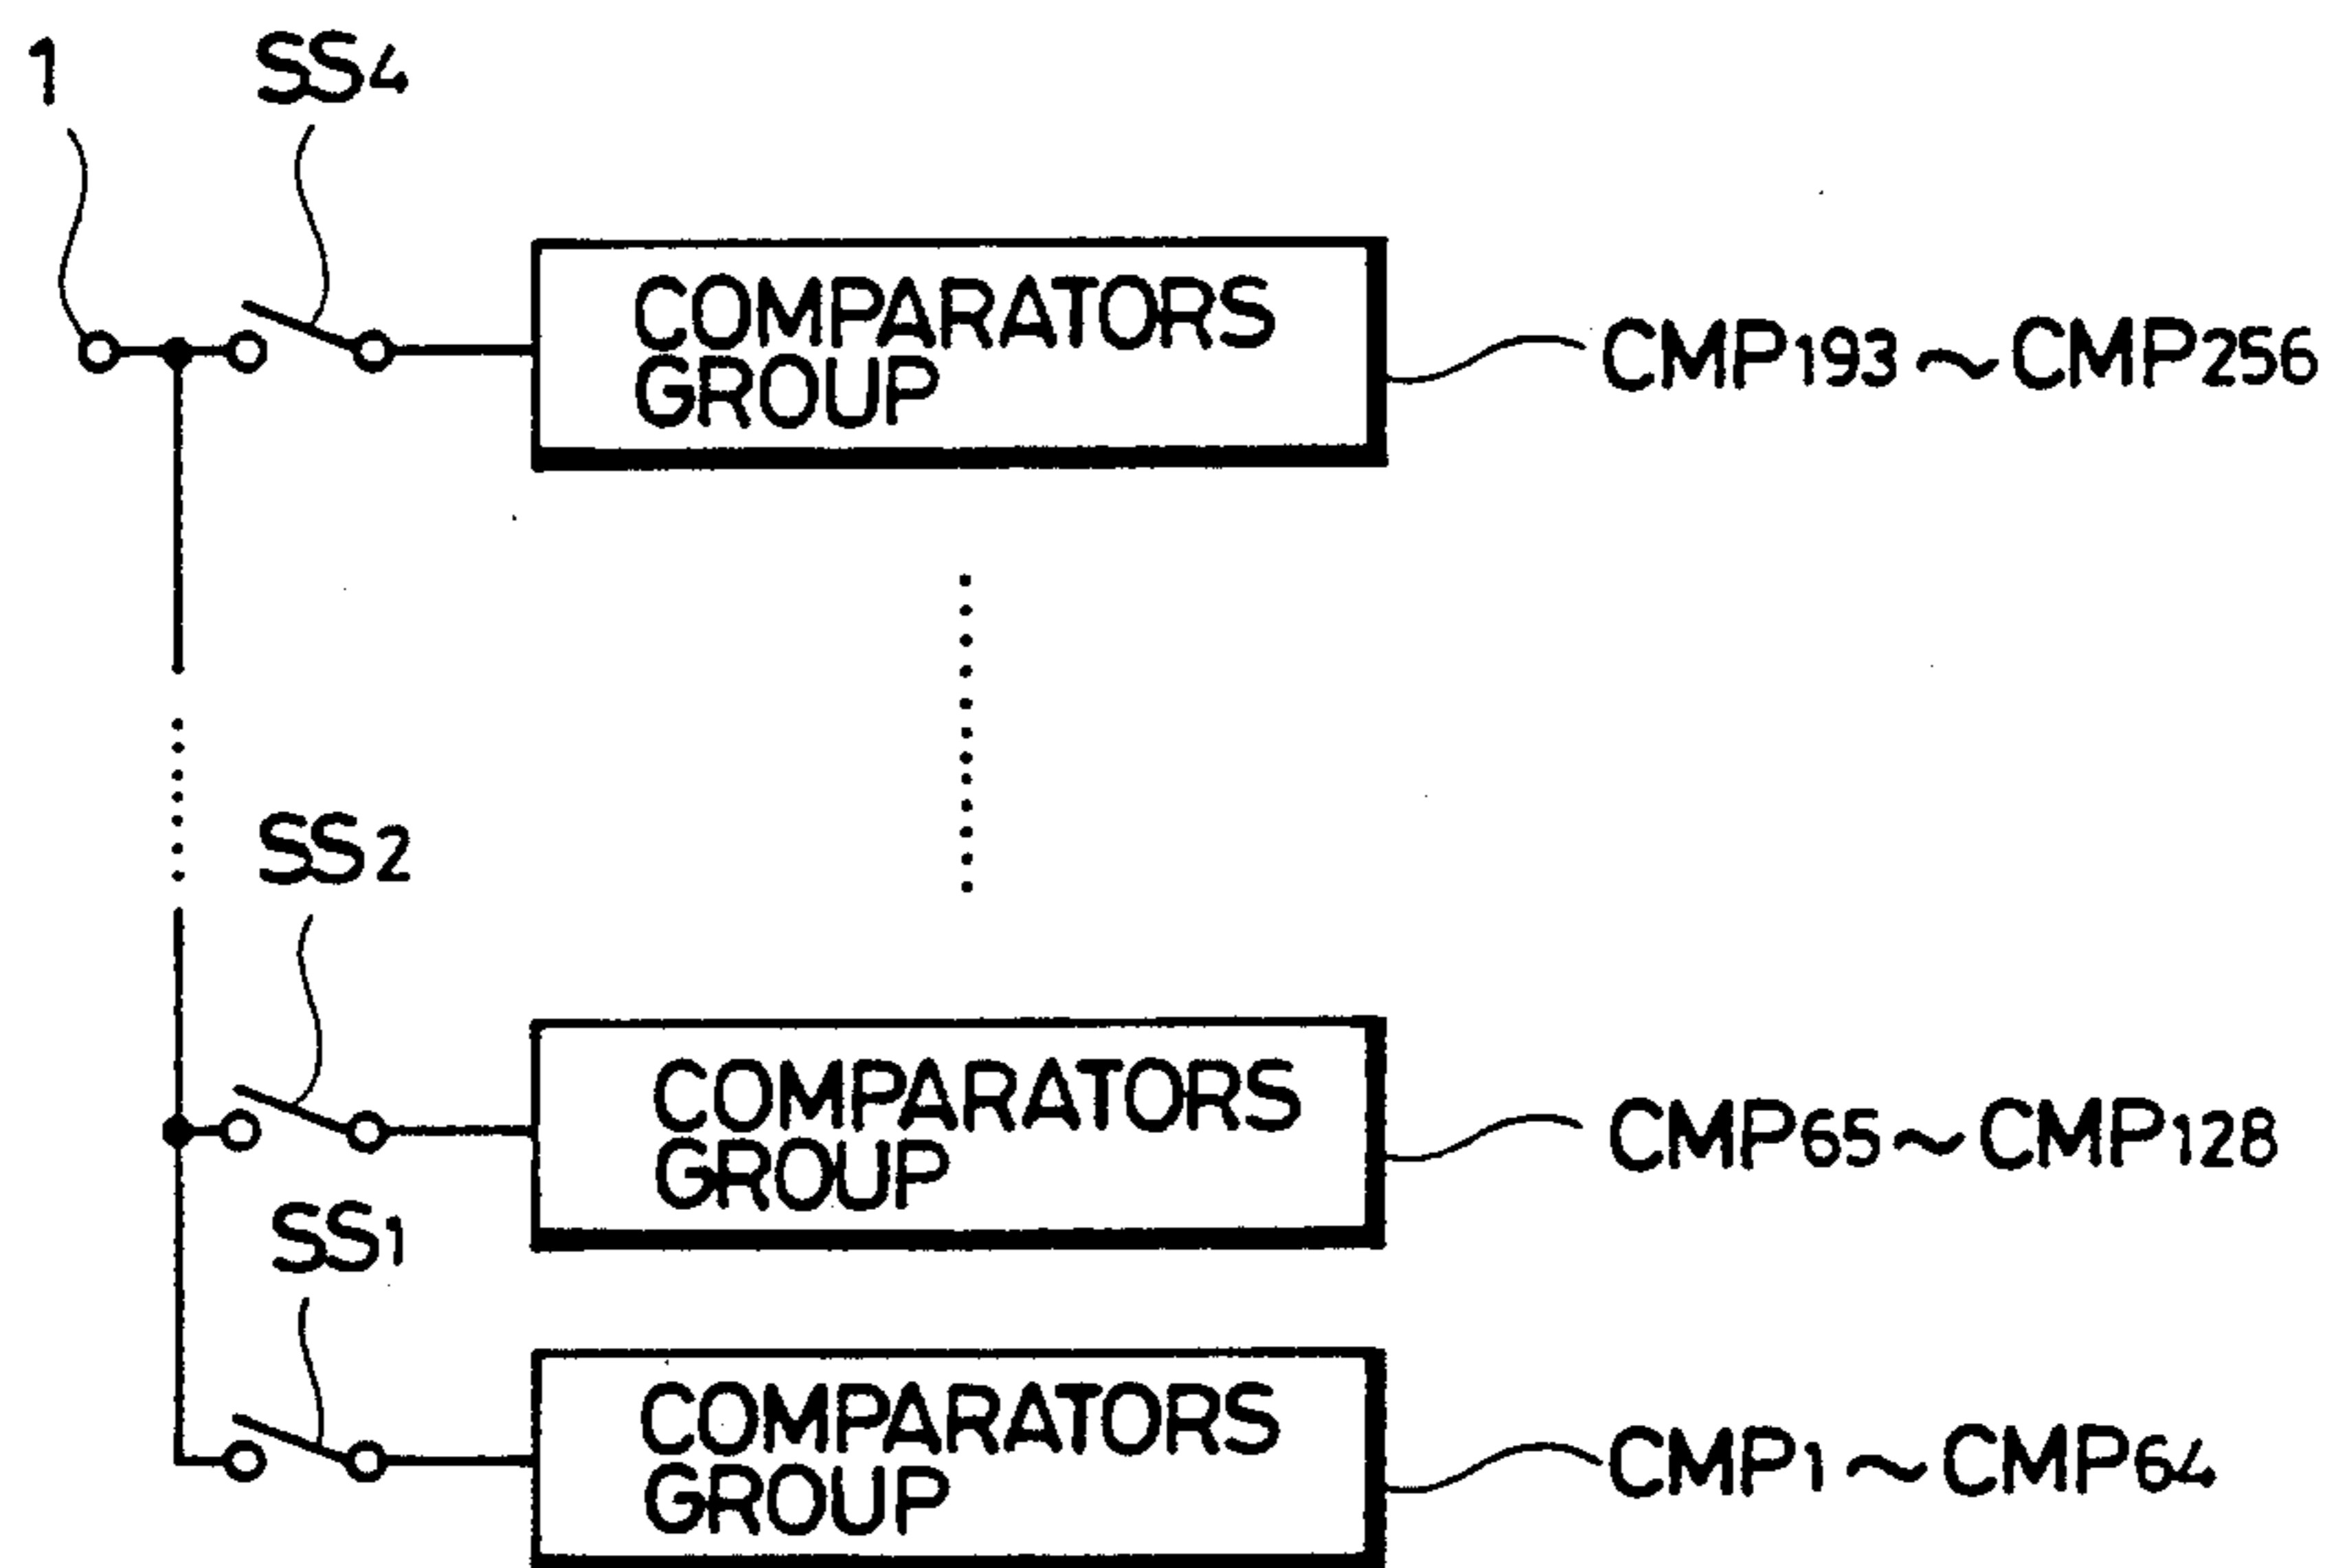 1
SS4
COMPARATORS
GROUP
CMP193~CMP256
SS2
COMPARATORS
GROUP
CMP65~CMP128
SS1
COMPARATORS
GROUP
CMP1~CMP64